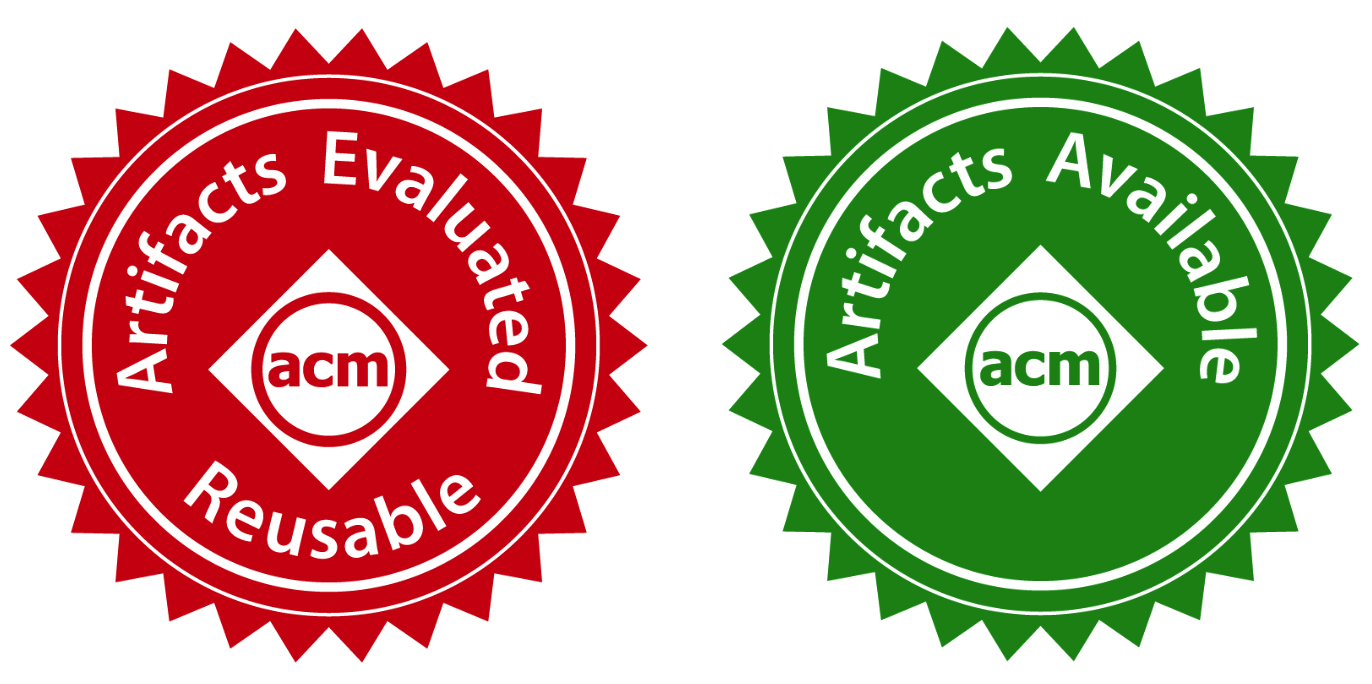 Artifacts Evaluated
acm
Reusable
Artifacts Available
acm